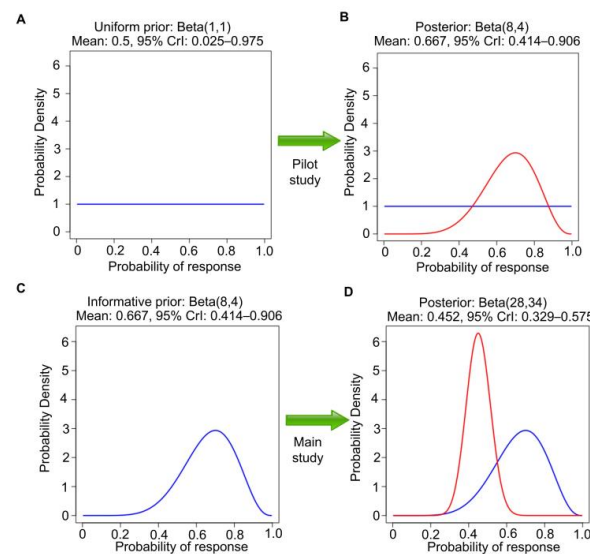 A
Uniform prior: Beta(1,1)
Mean: 0.5, 95% CrI: 0.025–0.975
Probability Density
6
5
4
3
2
1
0
0 0.2 0.4 0.6 0.8 1.0
Probability of response
Pilot
study
B
Posterior: Beta(8,4)
Mean: 0.667, 95% CrI: 0.414–0.906
Probability Density
6
5
4
3
2
1
0
0 0.2 0.4 0.6 0.8 1.0
Probability of response
C
Informative prior: Beta(8,4)
Mean: 0.667, 95% CrI: 0.414–0.906
Probability Density
6
5
4
3
2
1
0
0 0.2 0.4 0.6 0.8 1.0
Probability of response
Main
study
D
Posterior: Beta(28,34)
Mean: 0.452, 95% CrI: 0.329–0.575
Probability Density
6
5
4
3
2
1
0
0 0.2 0.4 0.6 0.8 1.0
Probability of response